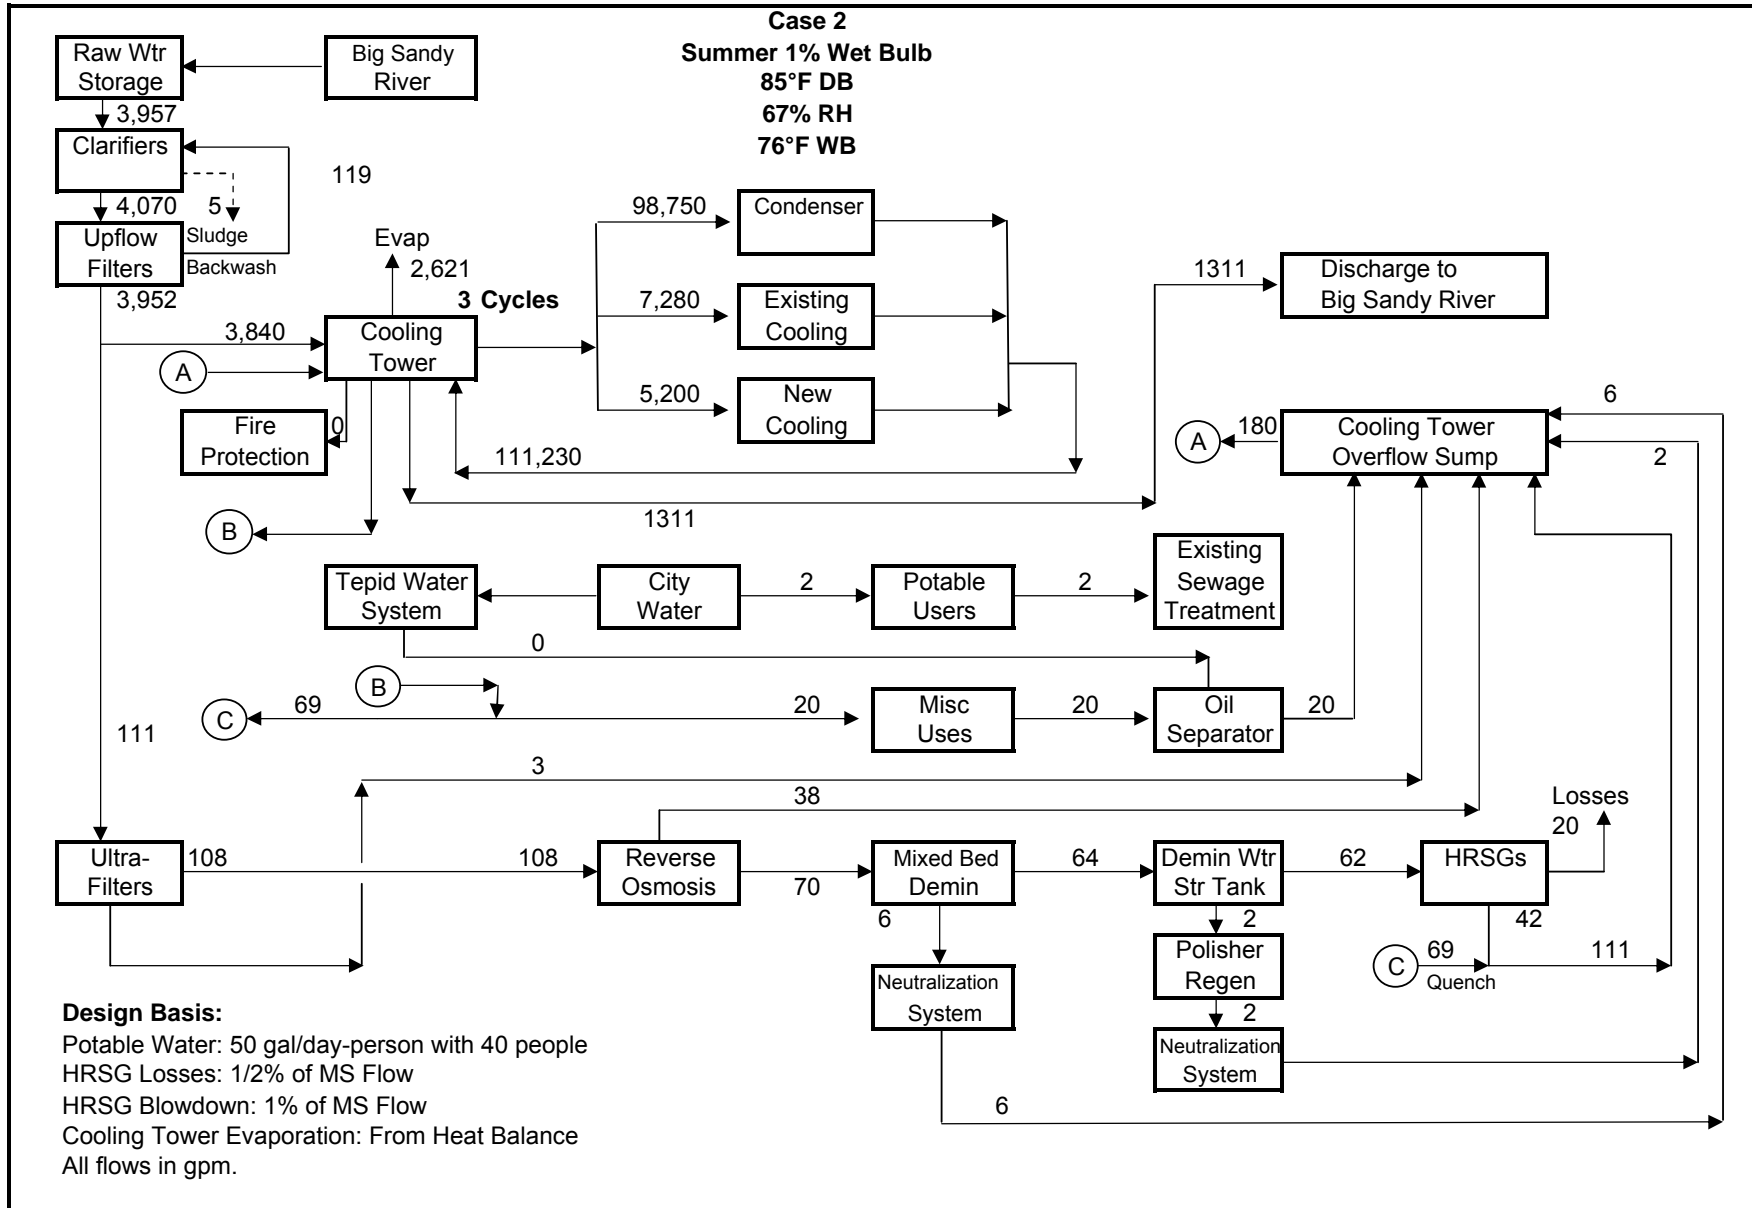 Case 2
Summer 1% Wet Bulb
85°F DB
67% RH
76°F WB
Raw Wtr
Storage
Big Sandy
River
3,957
Clarifiers
119
4,070
5
Sludge
Upflow
Filters
Backwash
3,952
Evap
2,621
3 Cycles
3,840
Cooling
Tower
A
Fire
Protection
0
98,750
Condenser
7,280
Existing
Cooling
5,200
New
Cooling
111,230
1311
1311
Discharge to
Big Sandy River
A
180
Cooling Tower
Overflow Sump
6
2
B
Tepid Water
System
City
Water
2
Potable
Users
2
Existing
Sewage
Treatment
0
B
C
69
20
Misc
Uses
20
Oil
Separator
20
111
3
38
Losses
20
Ultra-
Filters
108
108
Reverse
Osmosis
70
Mixed Bed
Demin
64
Demin Wtr
Str Tank
62
HRSGs
6
2
42
Neutralization
System
Polisher
Regen
C
69
Quench
111
2
Neutralization
System
6
Design Basis:
Potable Water: 50 gal/day-person with 40 people
HRSG Losses: 1/2% of MS Flow
HRSG Blowdown: 1% of MS Flow
Cooling Tower Evaporation: From Heat Balance
All flows in gpm.